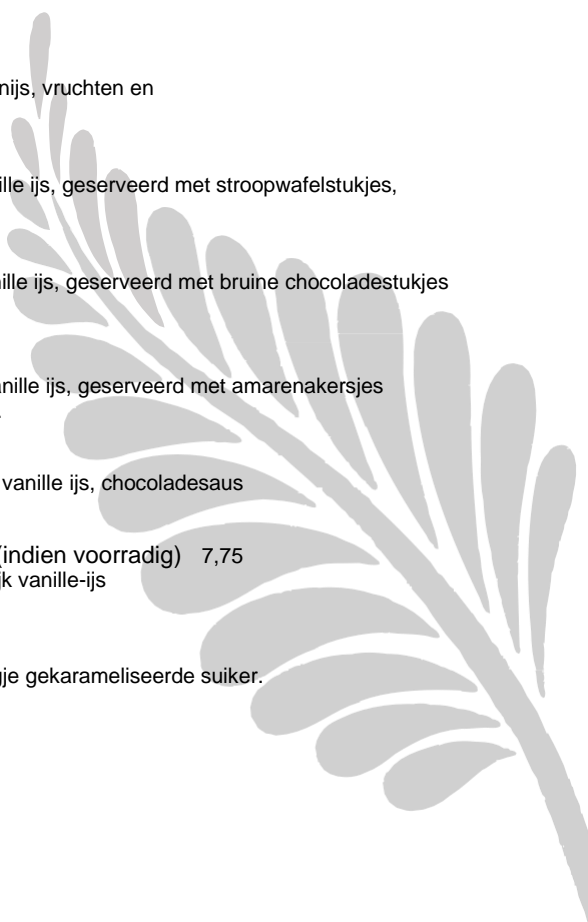 nijs, vruchten en
ille ijs, geserveerd met stroopwafelstukjes,
nille ijs, geserveerd met bruine chocoladestukjes
anille ijs, geserveerd met amarenakersjes
.
vanille ijs, chocoladesaus
(indien voorradig) 7,75
jk vanille-ijs
gje gekarameliseerde suiker.